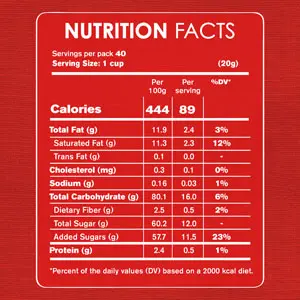 NUTRITION FACTS
Servings per pack 40
Serving Size: 1 cup (20g)
Per 100g Per serving %DV*
Calories 444 89
Total Fat (g) 11.9 2.4 3%
Saturated Fat (g) 11.3 2.3 12%
Trans Fat (g) 0.1 0.0 -
Cholesterol (mg) 0.3 0.1 0%
Sodium (g) 0.16 0.03 1%
Total Carbohydrate (g) 80.1 16.0 6%
Dietary Fiber (g) 2.5 0.5 2%
Total Sugar (g) 60.2 12.0 -
Added Sugars (g) 57.7 11.5 23%
Protein (g) 2.4 0.5 1%
*Percent of the daily values (DV) based on a 2000 kcal diet.